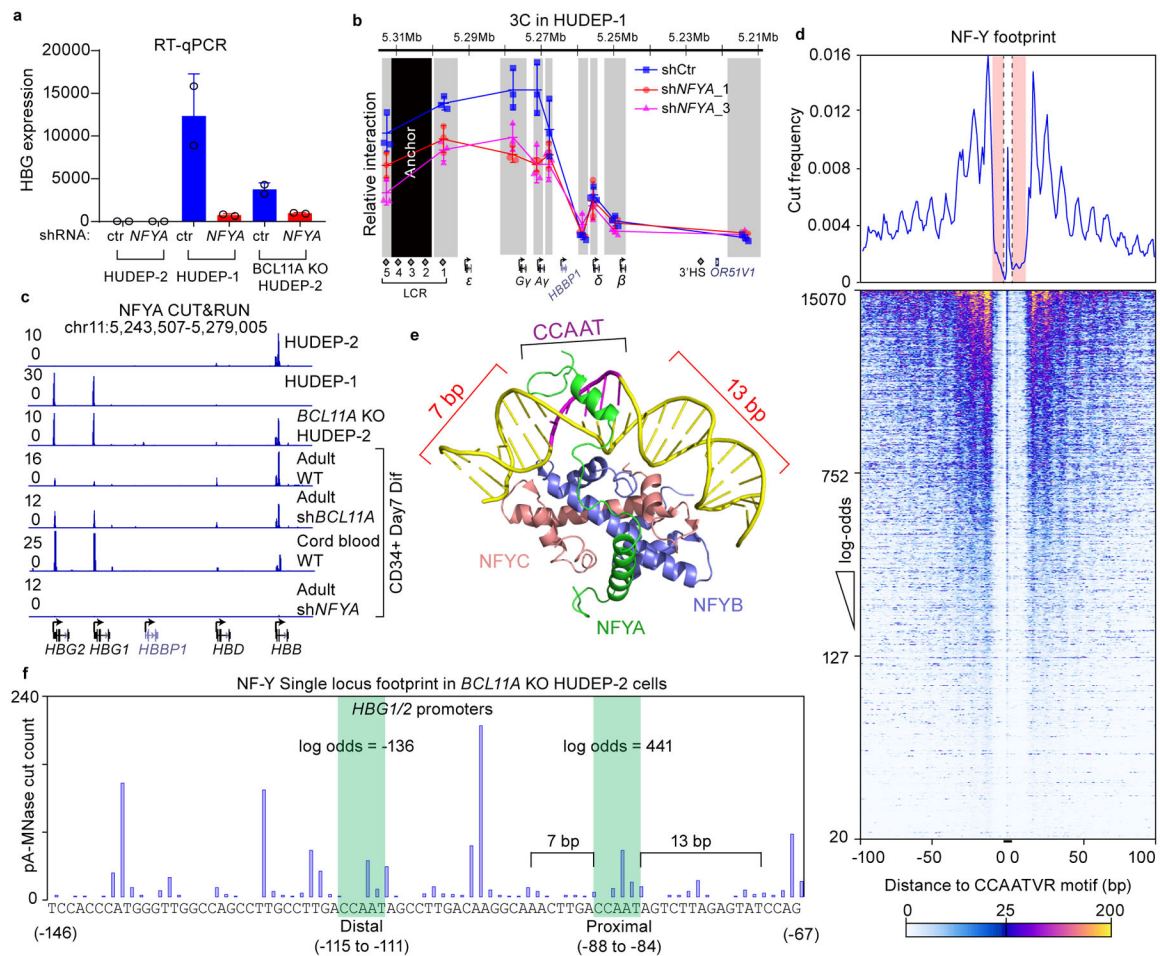 a
RT-qPCR
HBG expression
20000
15000
10000
5000
0
shRNA: ctr NFYA ctr NFYA ctr NFYA
HUDEP-2 HUDEP-1 BCL11A KO
HUDEP-2
b
3C in HUDEP-1
5.31Mb 5.29Mb 5.27Mb 5.25Mb 5.23Mb 5.21Mb
Relative interaction
Anchor
shCtr
shNFYA_1
shNFYA_3
5 4 3 2 1 ε Gγ Aγ HBBP1 δ β 3'HS OR51V1
LCR
c
NFYA CUT&RUN
chr11:5,243,507-5,279,005
10
0
HUDEP-2
30
0
HUDEP-1
10
0
BCL11A KO
HUDEP-2
16
0
Adult
WT
12
0
Adult
shBCL11A
25
0
Cord blood
WT
12
0
Adult
shNFYA
CD34+ Day7 Dif
HBG2 HBG1 HBBP1 HBD HBB
d
NF-Y footprint
Cut frequency
0.016
0.012
0.008
0.004
0
15070
752
127
20
log-odds
-100 -50 0 0 50 100
Distance to CCAATVR motif (bp)
0 25 200
e
CCAAT
7 bp
13 bp
NFYC
NFYB
NFYA
f
NF-Y Single locus footprint in BCL11A KO HUDEP-2 cells
HBG1/2 promoters
pA-MNase cut count
240
0
log odds = -136
log odds = 441
7 bp
13 bp
TCCACCCATGGGTTGGCCAGCCTTGCCTTGACCAATAGCCTTGACAAGGCAAACTTGACCAATAGTCTTAGAGTATCCAG
(-146)
Distal
(-115 to -111)
Proximal
(-88 to -84)
(-67)